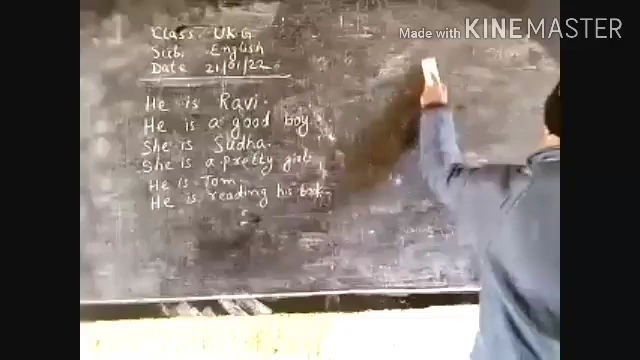 Made with KINEMASTER
Class: UKG
Sub: English
Date 21/01/22
He is Ravi.
He is a good boy.
She is Sudha.
She is a pretty girl.
He is Tom.
He is reading his book.